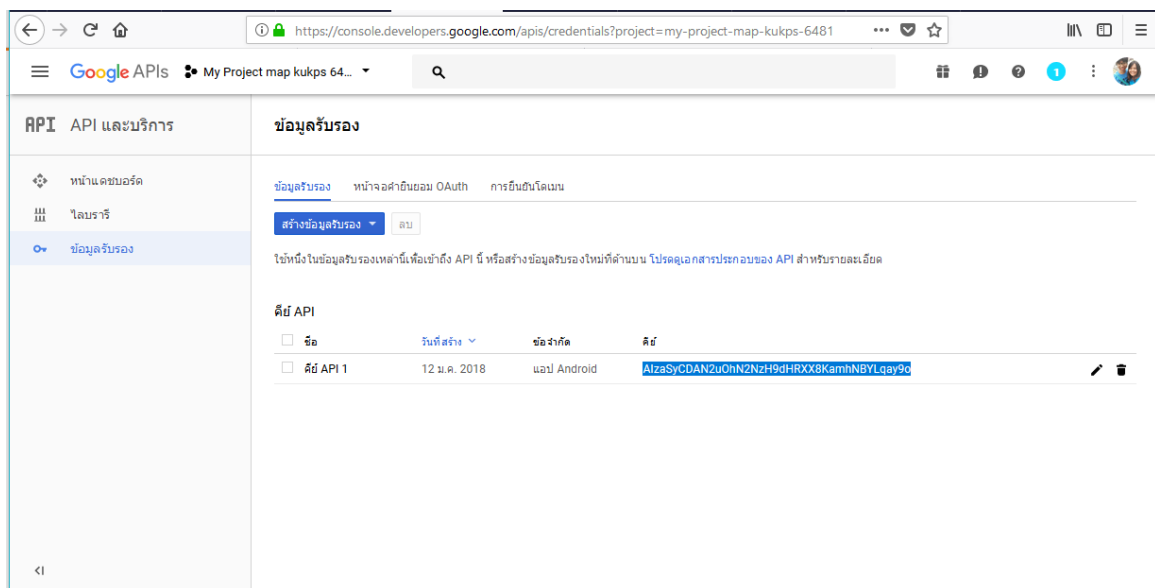 https://console.developers.google.com/apis/credentials?project=my-project-map-kukps-6481
Google APIs My Project map kukps 64... 1
API API และบริการ
ข้อมูลรับรอง
หน้าแดชบอร์ด
ไลบรารี
ข้อมูลรับรอง
ข้อมูลรับรอง หน้าจอคำยินยอม OAuth การยืนยันโดเมน
สร้างข้อมูลรับรอง ลบ
ใช้หนึ่งในข้อมูลรับรองเหล่านี้เพื่อเข้าถึง API นี้ หรือสร้างข้อมูลรับรองใหม่ที่ด้านบน โปรดดูเอกสารประกอบของ API สำหรับรายละเอียด
คีย์ API
ชื่อ วันที่สร้าง ข้อจำกัด คีย์
คีย์ API 1 12 ม.ค. 2018 แอป Android AIzaSyCDAN2uOhN2NzH9dHRXX8KamhNBYLqay9o